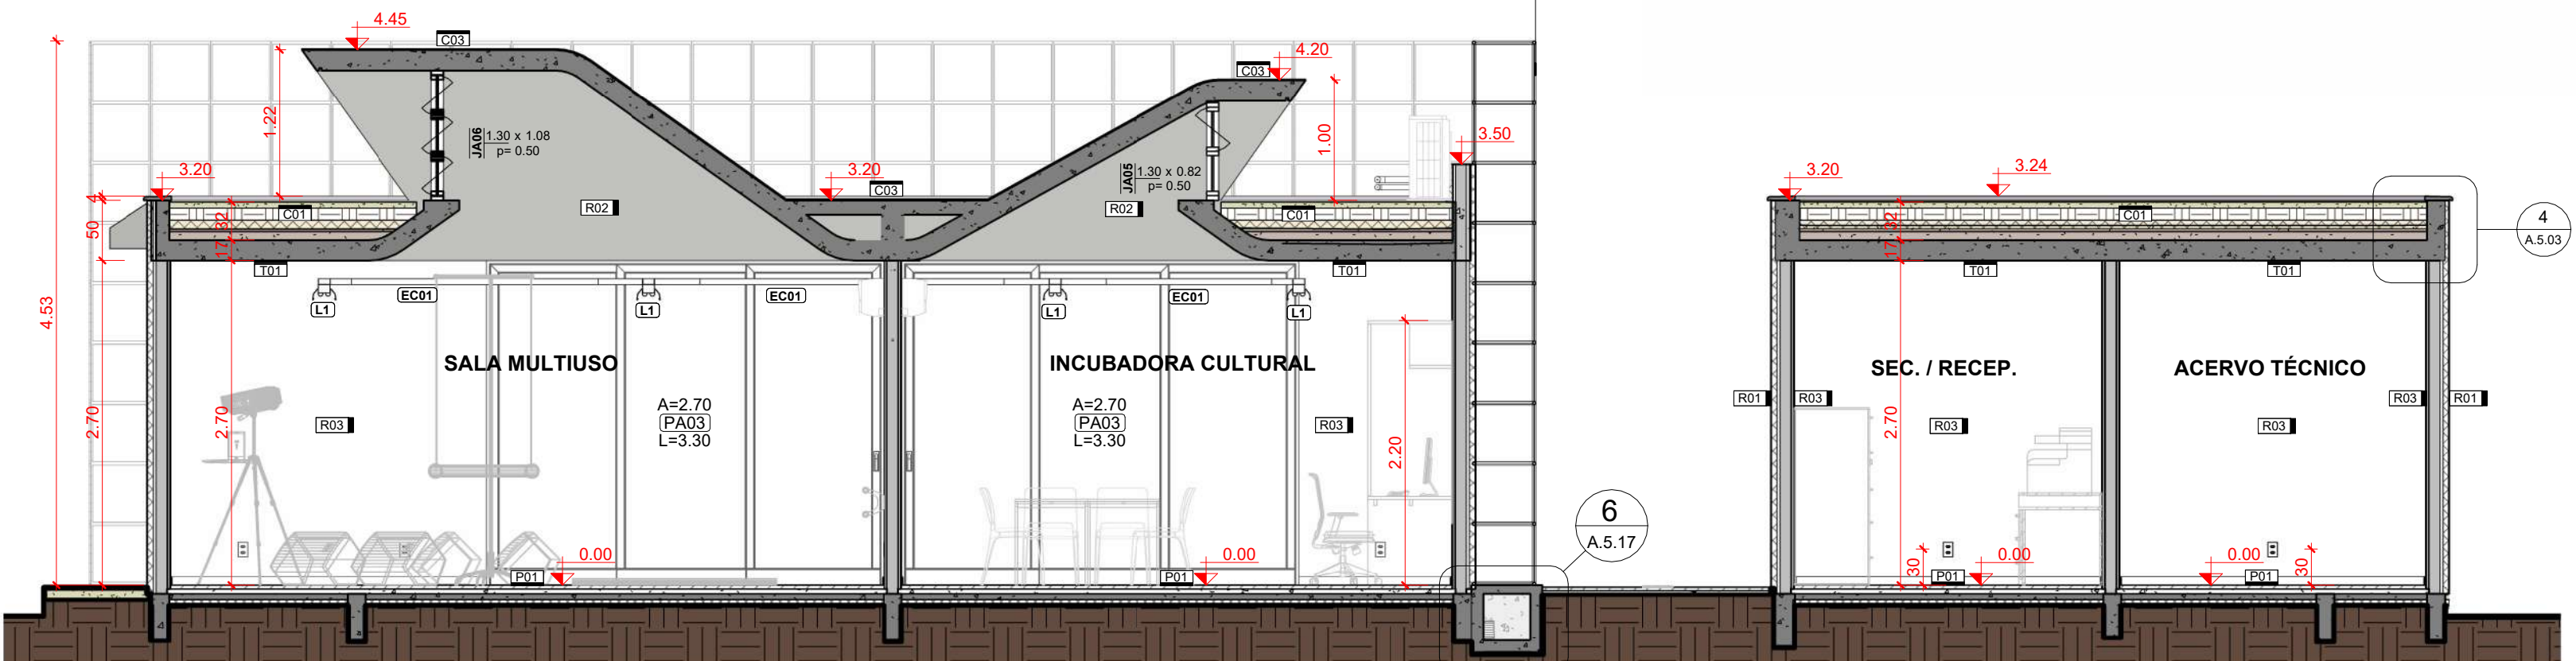 4.45
C03
4.20
C03
4.53
1.22
JA06 1.30 x 1.08
p= 0.50
1.00
3.50
3.20
3.20
C03
JA05 1.30 x 0.82
p= 0.50
3.20
3.24
4
50
C01
32
17
R02
R02
C01
C01
32
17
4
A.5.03
T01
T01
T01
T01
EC01
EC01
EC01
L1
L1
L1
L1
SALA MULTIUSO
INCUBADORA CULTURAL
SEC. / RECEP.
ACERVO TÉCNICO
2.70
2.70
R03
A=2.70
PA03
L=3.30
A=2.70
PA03
L=3.30
R03
2.20
R01
R03
2.70
R03
R03
R03
R01
6
A.5.17
P01
0.00
P01
0.00
30
P01
0.00
0.00
P01
30